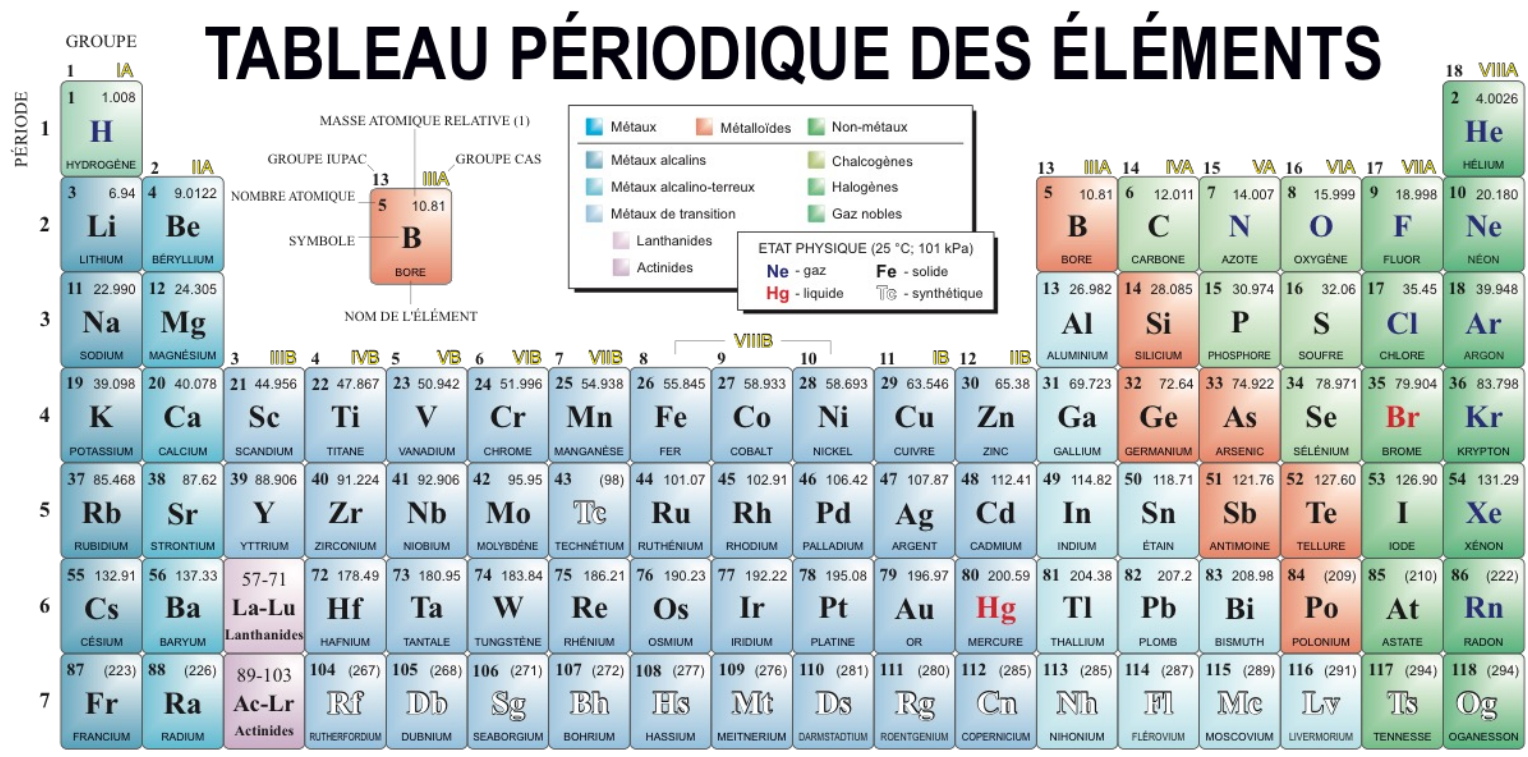 TABLEAU PÉRIODIQUE DES ÉLÉMENTS
GROUPE
PÉRIODE
1 IA
18 VIIIA
1
1 1.008
H
HYDROGÈNE
2 4.0026
He
HÉLIUM
MASSE ATOMIQUE RELATIVE (1)
GROUPE IUPAC
GROUPE CAS
13 IIIA
NOMBRE ATOMIQUE
5 10.81
SYMBOLE
B
BORE
NOM DE L'ÉLÉMENT
Métaux
Métalloïdes
Non-métaux
Métaux alcalins
Chalcogènes
Métaux alcalino-terreux
Halogènes
Métaux de transition
Gaz nobles
Lanthanides
Actinides
ETAT PHYSIQUE (25 °C; 101 kPa)
Ne - gaz
Fe - solide
Hg - liquide
Tc - synthétique
2 IIA
13 IIIA
14 IVA
15 VA
16 VIA
17 VIIA
2
3 6.94
Li
LITHIUM
4 9.0122
Be
BÉRYLLIUM
5 10.81
B
BORE
6 12.011
C
CARBONE
7 14.007
N
AZOTE
8 15.999
O
OXYGÈNE
9 18.998
F
FLUOR
10 20.180
Ne
NÉON
3
11 22.990
Na
SODIUM
12 24.305
Mg
MAGNÉSIUM
13 26.982
Al
ALUMINIUM
14 28.085
Si
SILICIUM
15 30.974
P
PHOSPHORE
16 32.06
S
SOUFRE
17 35.45
Cl
CHLORE
18 39.948
Ar
ARGON
3 IIIB
4 IVB
5 VB
6 VIB
7 VIIB
VIIIB
8
9
10
11 IB
12 IIB
4
19 39.098
K
POTASSIUM
20 40.078
Ca
CALCIUM
21 44.956
Sc
SCANDIUM
22 47.867
Ti
TITANE
23 50.942
V
VANADIUM
24 51.996
Cr
CHROME
25 54.938
Mn
MANGANÈSE
26 55.845
Fe
FER
27 58.933
Co
COBALT
28 58.693
Ni
NICKEL
29 63.546
Cu
CUIVRE
30 65.38
Zn
ZINC
31 69.723
Ga
GALLIUM
32 72.64
Ge
GERMANIUM
33 74.922
As
ARSENIC
34 78.971
Se
SÉLÉNIUM
35 79.904
Br
BROME
36 83.798
Kr
KRYPTON
5
37 85.468
Rb
RUBIDIUM
38 87.62
Sr
STRONTIUM
39 88.906
Y
YTTRIUM
40 91.224
Zr
ZIRCONIUM
41 92.906
Nb
NIOBIUM
42 95.95
Mo
MOLYBDÈNE
43 (98)
Tc
TECHNÉTIUM
44 101.07
Ru
RUTHÉNIUM
45 102.91
Rh
RHODIUM
46 106.42
Pd
PALLADIUM
47 107.87
Ag
ARGENT
48 112.41
Cd
CADMIUM
49 114.82
In
INDIUM
50 118.71
Sn
ÉTAIN
51 121.76
Sb
ANTIMOINE
52 127.60
Te
TELLURE
53 126.90
I
IODE
54 131.29
Xe
XÉNON
6
55 132.91
Cs
CÉSIUM
56 137.33
Ba
BARYUM
57-71
La-Lu
Lanthanides
72 178.49
Hf
HAFNIUM
73 180.95
Ta
TANTALE
74 183.84
W
TUNGSTÈNE
75 186.21
Re
RHÉNIUM
76 190.23
Os
OSMIUM
77 192.22
Ir
IRIDIUM
78 195.08
Pt
PLATINE
79 196.97
Au
OR
80 200.59
Hg
MERCURE
81 204.38
Tl
THALLIUM
82 207.2
Pb
PLOMB
83 208.98
Bi
BISMUTH
84 (209)
Po
POLONIUM
85 (210)
At
ASTATE
86 (222)
Rn
RADON
7
87 (223)
Fr
FRANCIUM
88 (226)
Ra
RADIUM
89-103
Ac-Lr
Actinides
104 (267)
Rf
RUTHERFORDIUM
105 (268)
Db
DUBNIUM
106 (271)
Sg
SEABORGIUM
107 (272)
Bh
BOHRIUM
108 (277)
Hs
HASSIUM
109 (276)
Mt
MEITNERIUM
110 (281)
Ds
DARMSTADTIUM
111 (280)
Rg
ROENTGENIUM
112 (285)
Cn
COPERNICIUM
113 (285)
Nh
NIHONIUM
114 (287)
Fl
FLÉROVIUM
115 (289)
Mc
MOSCOVIUM
116 (291)
Lv
LIVERMORIUM
117 (294)
Ts
TENNESSE
118 (294)
Og
OGANESSON